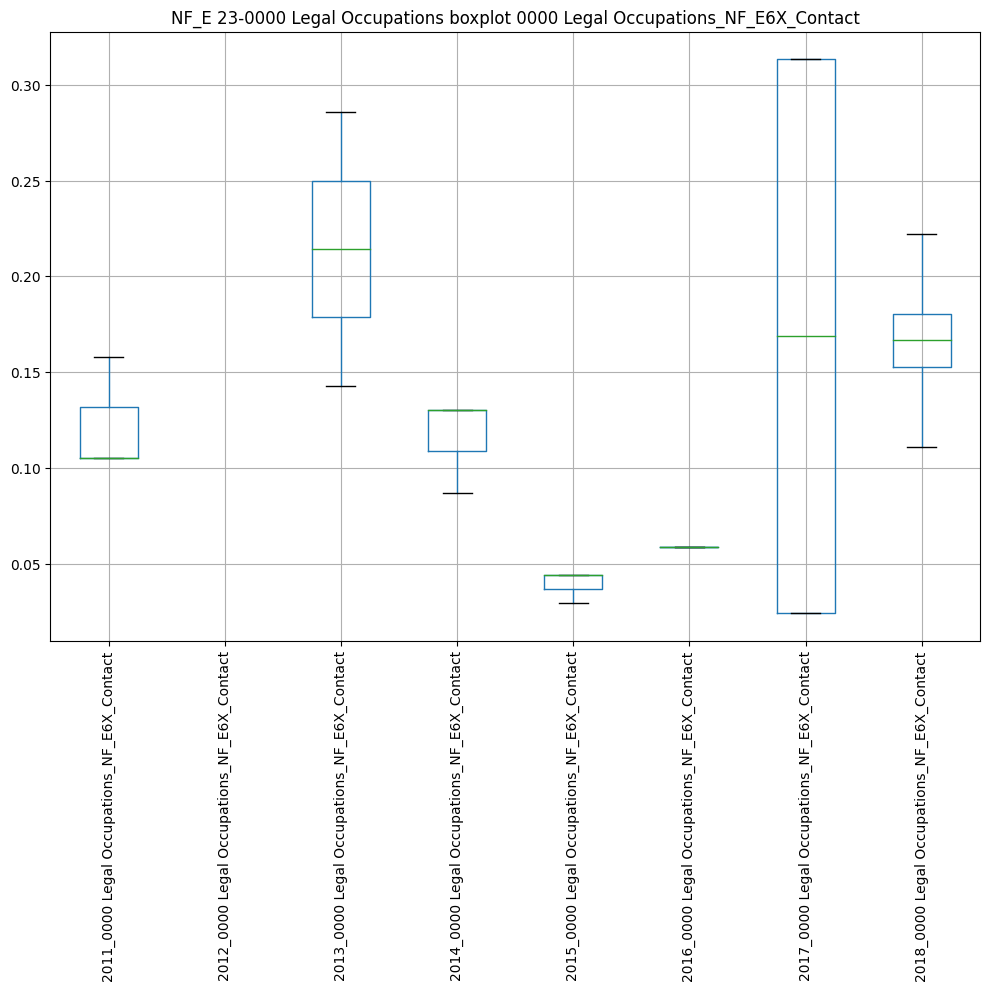 NF_E 23-0000 Legal Occupations boxplot 0000 Legal Occupations_NF_E6X_Contact
0.30
0.25
0.20
0.15
0.10
0.05
2011_0000 Legal Occupations_NF_E6X_Contact
2012_0000 Legal Occupations_NF_E6X_Contact
2013_0000 Legal Occupations_NF_E6X_Contact
2014_0000 Legal Occupations_NF_E6X_Contact
2015_0000 Legal Occupations_NF_E6X_Contact
2016_0000 Legal Occupations_NF_E6X_Contact
2017_0000 Legal Occupations_NF_E6X_Contact
2018_0000 Legal Occupations_NF_E6X_Contact